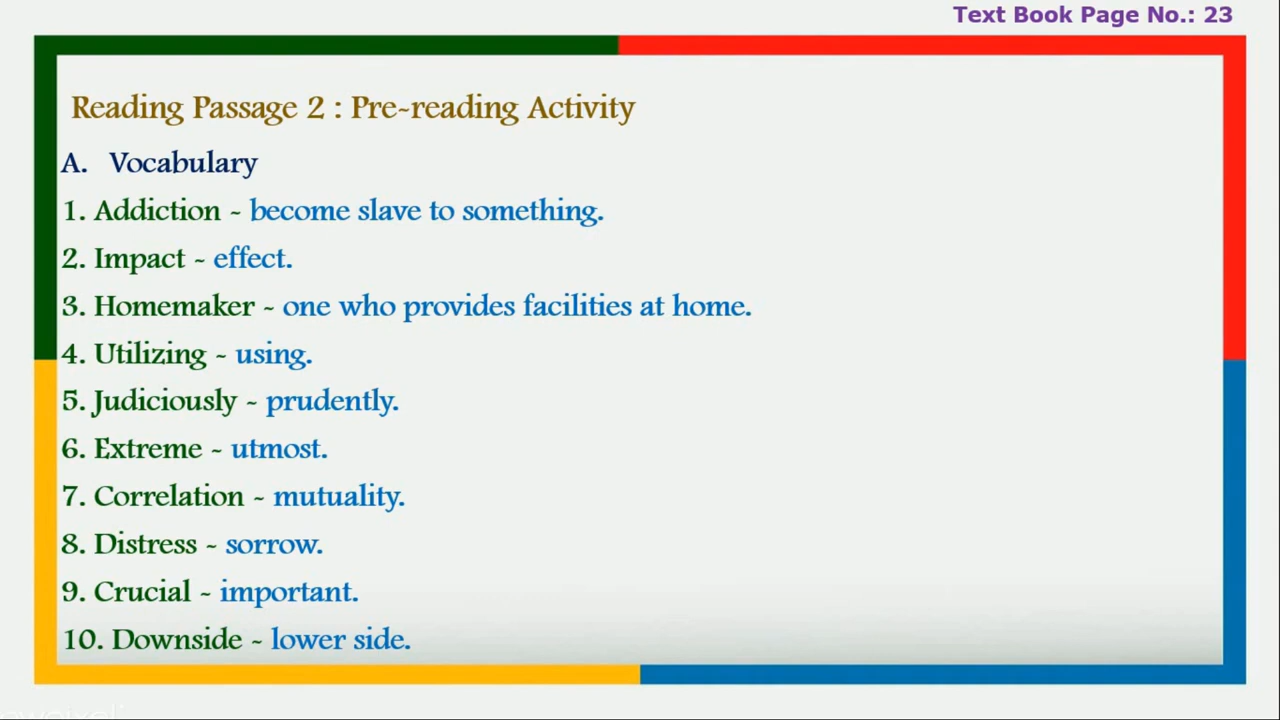 Text Book Page No.: 23
Reading Passage 2 : Pre-reading Activity
A. Vocabulary
1. Addiction - become slave to something.
2. Impact - effect.
3. Homemaker - one who provides facilities at home.
4. Utilizing - using.
5. Judiciously - prudently.
6. Extreme - utmost.
7. Correlation - mutuality.
8. Distress - sorrow.
9. Crucial - important.
10. Downside - lower side.